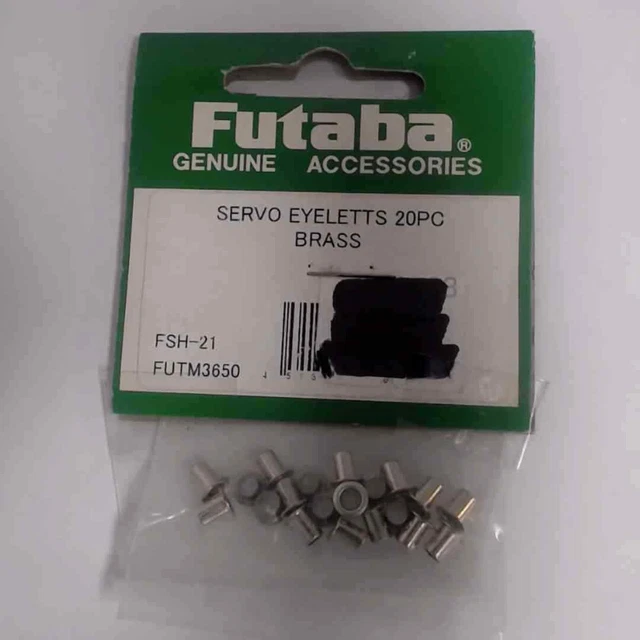 Futaba®
GENUINE ACCESSORIES
SERVO EYELETTS 20PC
BRASS
FSH-21
FUTM3650